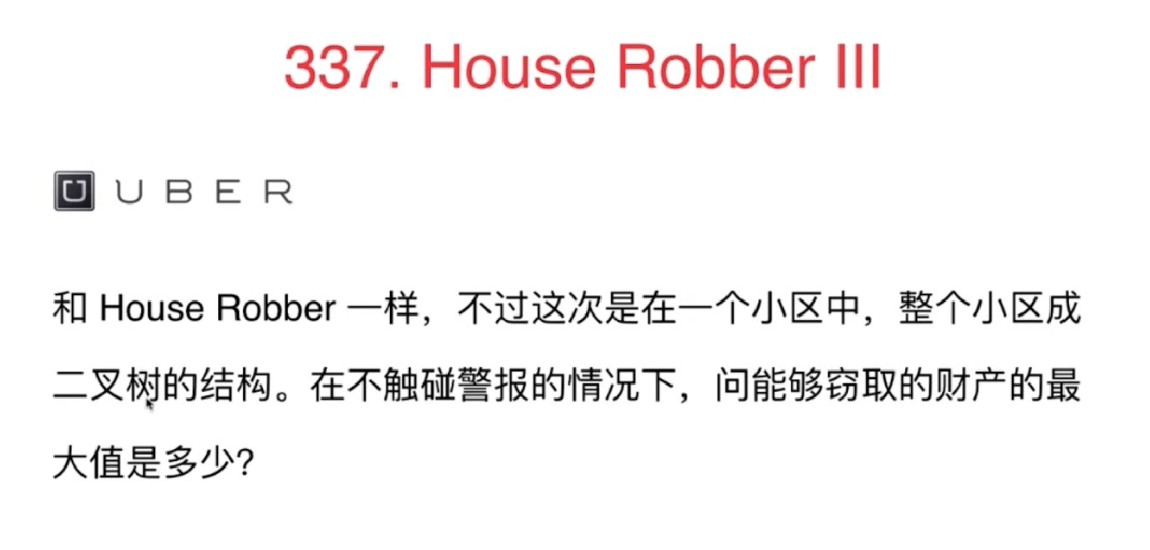 337. House Robber III
UBER
和 House Robber 一样，不过这次是在一个小区中，整个小区成
二叉树的结构。在不触碰警报的情况下，问能够窃取的财产的最
大值是多少？